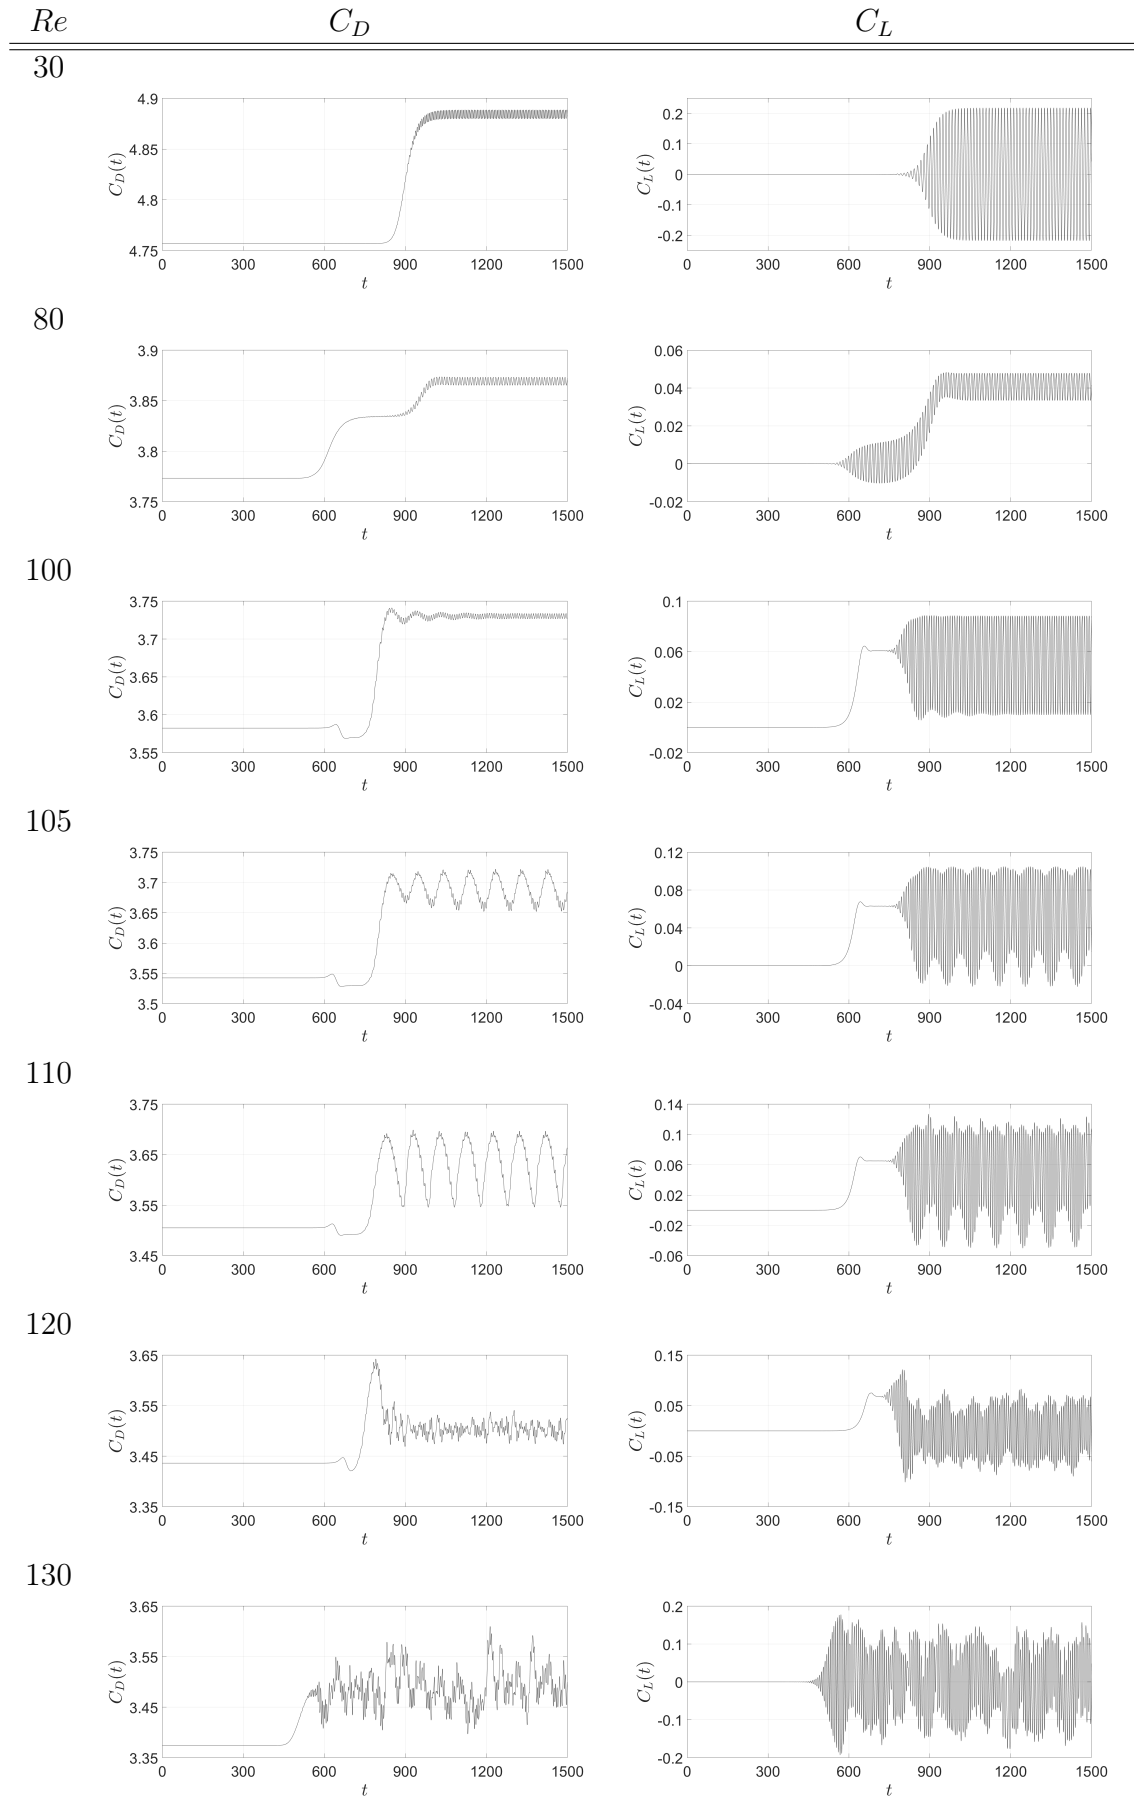 Re C_D C_L
30
4.9 4.85 4.8 4.75
C_D(t)
0 300 600 900 1200 1500
t
0.2 0.1 0 -0.1 -0.2
C_L(t)
0 300 600 900 1200 1500
t
80
3.9 3.85 3.8 3.75
C_D(t)
0 300 600 900 1200 1500
t
0.06 0.04 0.02 0 -0.02
C_L(t)
0 300 600 900 1200 1500
t
100
3.75 3.7 3.65 3.6 3.55
C_D(t)
0 300 600 900 1200 1500
t
0.1 0.06 0.02 -0.02
C_L(t)
0 300 600 900 1200 1500
t
105
3.75 3.7 3.65 3.6 3.55 3.5
C_D(t)
0 300 600 900 1200 1500
t
0.12 0.08 0.04 0 -0.04
C_L(t)
0 300 600 900 1200 1500
t
110
3.75 3.65 3.55 3.45
C_D(t)
0 300 600 900 1200 1500
t
0.14 0.1 0.06 0.02 -0.02 -0.06
C_L(t)
0 300 600 900 1200 1500
t
120
3.65 3.55 3.45 3.35
C_D(t)
0 300 600 900 1200 1500
t
0.15 0.05 -0.05 -0.15
C_L(t)
0 300 600 900 1200 1500
t
130
3.65 3.55 3.45 3.35
C_D(t)
0 300 600 900 1200 1500
t
0.2 0.1 0 -0.1 -0.2
C_L(t)
0 300 600 900 1200 1500
t